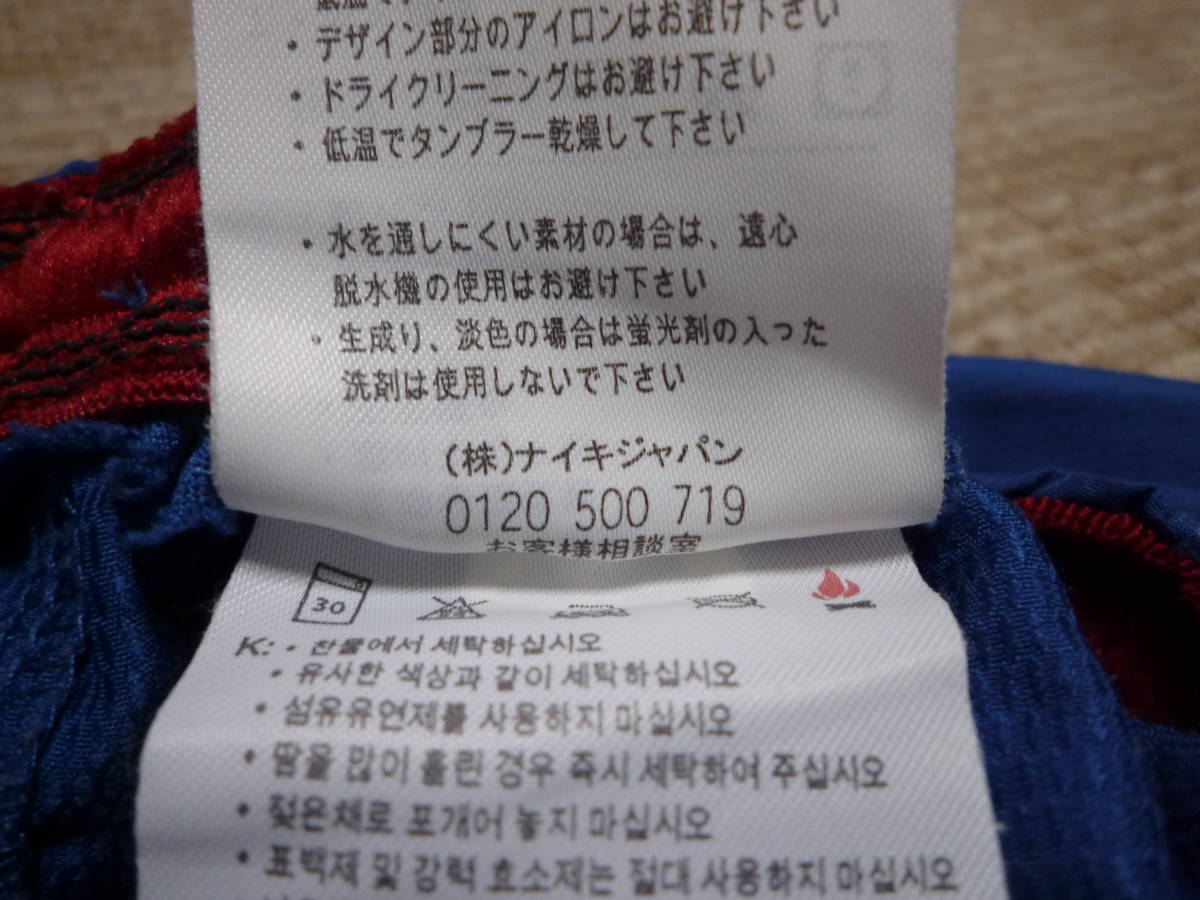 ・デザイン部分のアイロンはお避け下さい
・ドライクリーニングはお避け下さい
・低温でタンブラー乾燥して下さい
・水を通しにくい素材の場合は、遠心
脱水機の使用はお避け下さい
・生成り、淡色の場合は蛍光剤の入った
洗剤は使用しないで下さい
(株)ナイキジャパン
0120 500 719
お客様相談室
30
K: ・찬물에서 세탁하십시오
・유사한 색상과 같이 세탁하십시오
・섬유유연제를 사용하지 마십시오
・땀을 많이 흘린 경우 즉시 세탁하여 주십시오
・젖은채로 포개어 놓지 마십시오
・표백제 및 강력 효소제는 절대 사용하지 마십시오